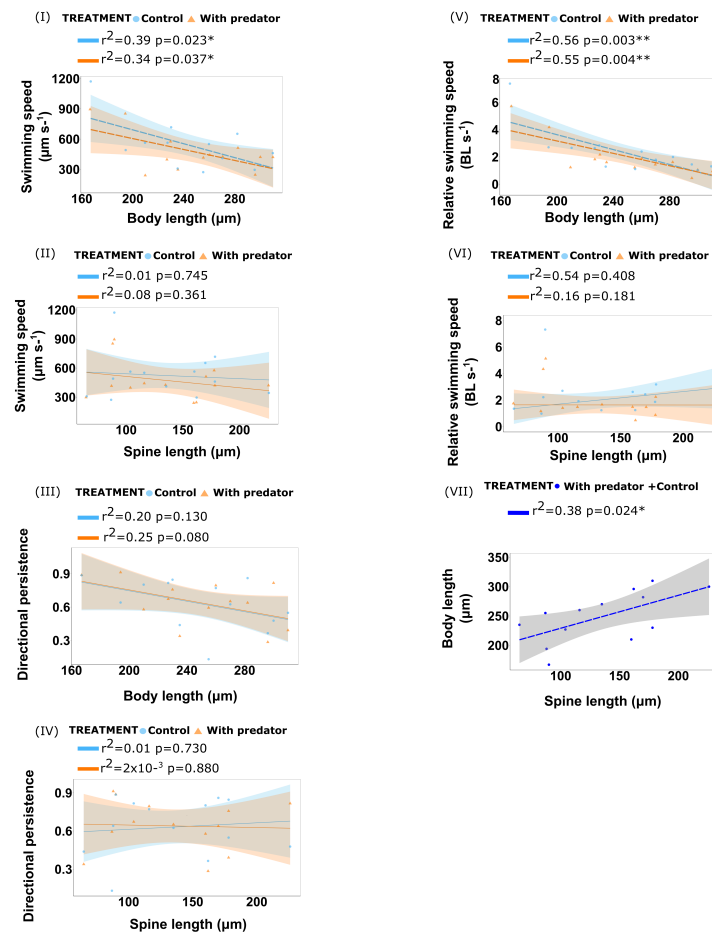 (I)
TREATMENT Control With predator
r2=0.39 p=0.023*
r2=0.34 p=0.037*
Swimming speed
(µm s-1)
1200
900
600
300
160
200
240
280
Body length (µm)
(II)
TREATMENT Control With predator
r2=0.01 p=0.745
r2=0.08 p=0.361
Swimming speed
(µm s-1)
1200
900
600
300
100
150
200
Spine length (µm)
(III)
TREATMENT Control With predator
r2=0.20 p=0.130
r2=0.25 p=0.080
Directional persistence
0.9
0.6
0.3
160
200
240
280
Body length (µm)
(IV)
TREATMENT Control With predator
r2=0.01 p=0.730
r2=2x10-3 p=0.880
Directional persistence
0.9
0.6
0.3
100
150
200
Spine length (µm)
(V)
TREATMENT Control With predator
r2=0.56 p=0.003**
r2=0.55 p=0.004**
Relative swimming speed
(BL s-1)
8
6
4
2
0
160
200
240
280
Body length (µm)
(VI)
TREATMENT Control With predator
r2=0.54 p=0.408
r2=0.16 p=0.181
Relative swimming speed
(BL s-1)
8
6
4
2
0
100
150
200
Spine length (µm)
(VII)
TREATMENT With predator +Control
r2=0.38 p=0.024*
Body length
(µm)
350
300
250
200
100
150
200
Spine length (µm)